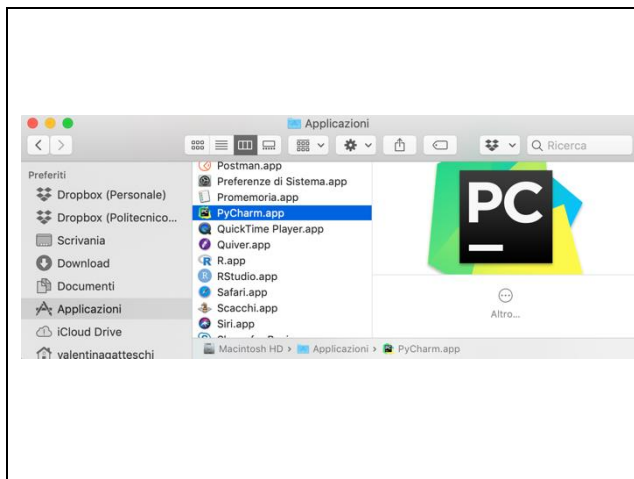 Applicazioni
Ricerca
Preferiti
Dropbox (Personale)
Dropbox (Politecnico...
Scrivania
Download
Documenti
Applicazioni
iCloud Drive
valentinagatteschi
Postman.app
Preferenze di Sistema.app
Promemoria.app
PyCharm.app
QuickTime Player.app
Quiver.app
R.app
RStudio.app
Safari.app
Scacchi.app
Siri.app
PC
Altro...
Macintosh HD › Applicazioni › PyCharm.app